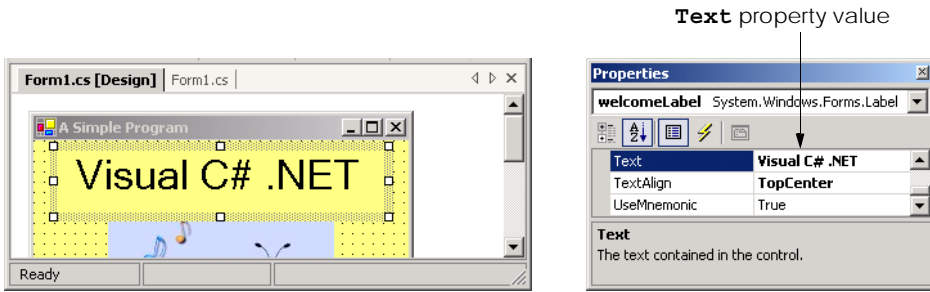 Text property value
Form1.cs [Design] Form1.cs
A Simple Program
Visual C# .NET
Ready
Properties
welcomeLabel System.Windows.Forms.Label
Text Visual C# .NET
TextAlign TopCenter
UseMnemonic True
Text
The text contained in the control.